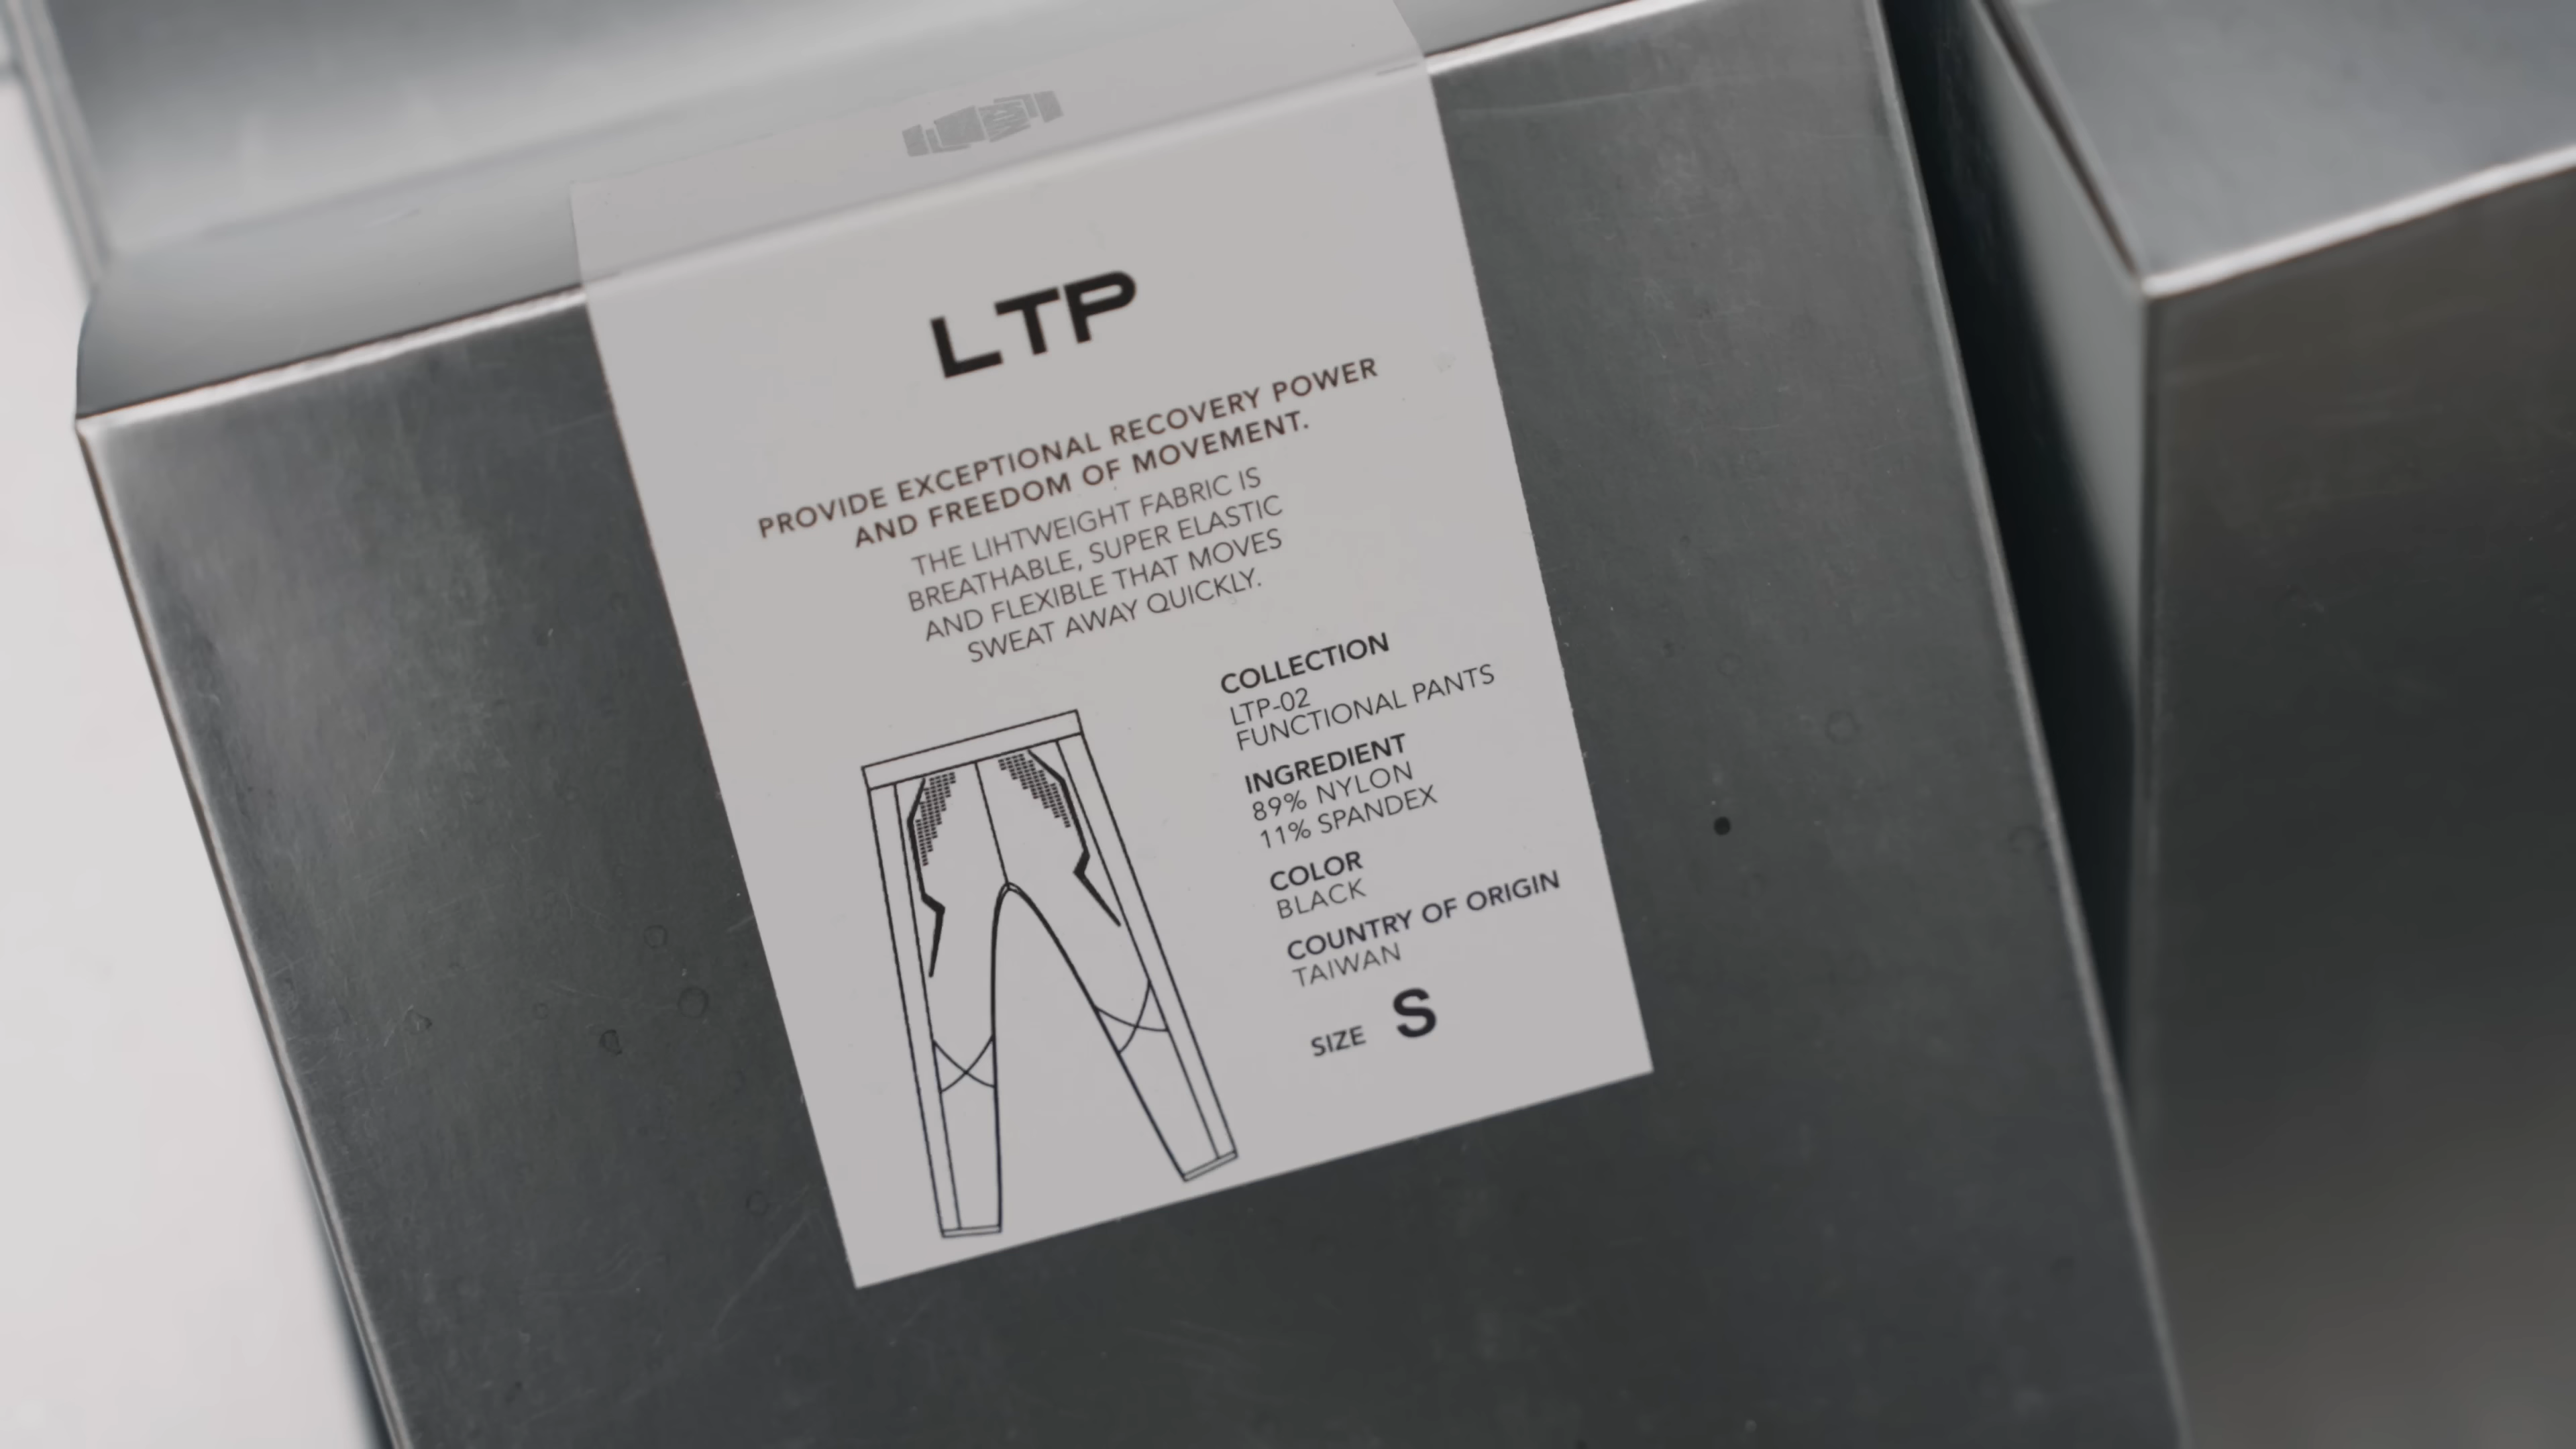 LTP
PROVIDE EXCEPTIONAL RECOVERY POWER
AND FREEDOM OF MOVEMENT.
THE LIHTWEIGHT FABRIC IS
BREATHABLE, SUPER ELASTIC
AND FLEXIBLE THAT MOVES
SWEAT AWAY QUICKLY.
COLLECTION
LTP-02
FUNCTIONAL PANTS
INGREDIENT
89% NYLON
11% SPANDEX
COLOR
BLACK
COUNTRY OF ORIGIN
TAIWAN
SIZE S